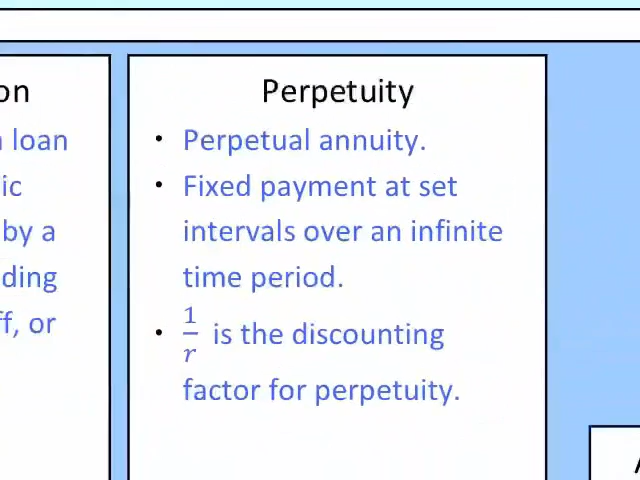 on
loan
ic
by a
ding
ff, or
Perpetuity
• Perpetual annuity.
• Fixed payment at set
intervals over an infinite
time period.
• 1/r is the discounting
factor for perpetuity.